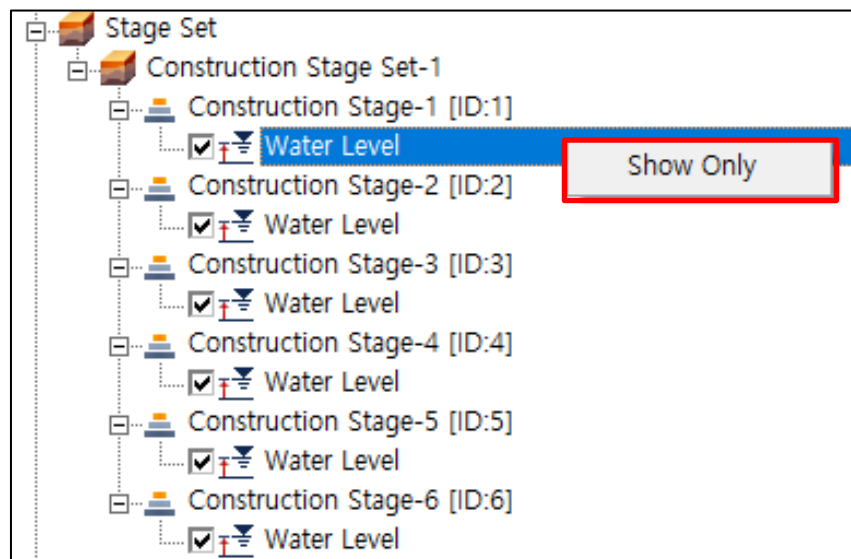 Stage Set
Construction Stage Set-1
Construction Stage-1 [ID:1]
Water Level
Show Only
Construction Stage-2 [ID:2]
Water Level
Construction Stage-3 [ID:3]
Water Level
Construction Stage-4 [ID:4]
Water Level
Construction Stage-5 [ID:5]
Water Level
Construction Stage-6 [ID:6]
Water Level